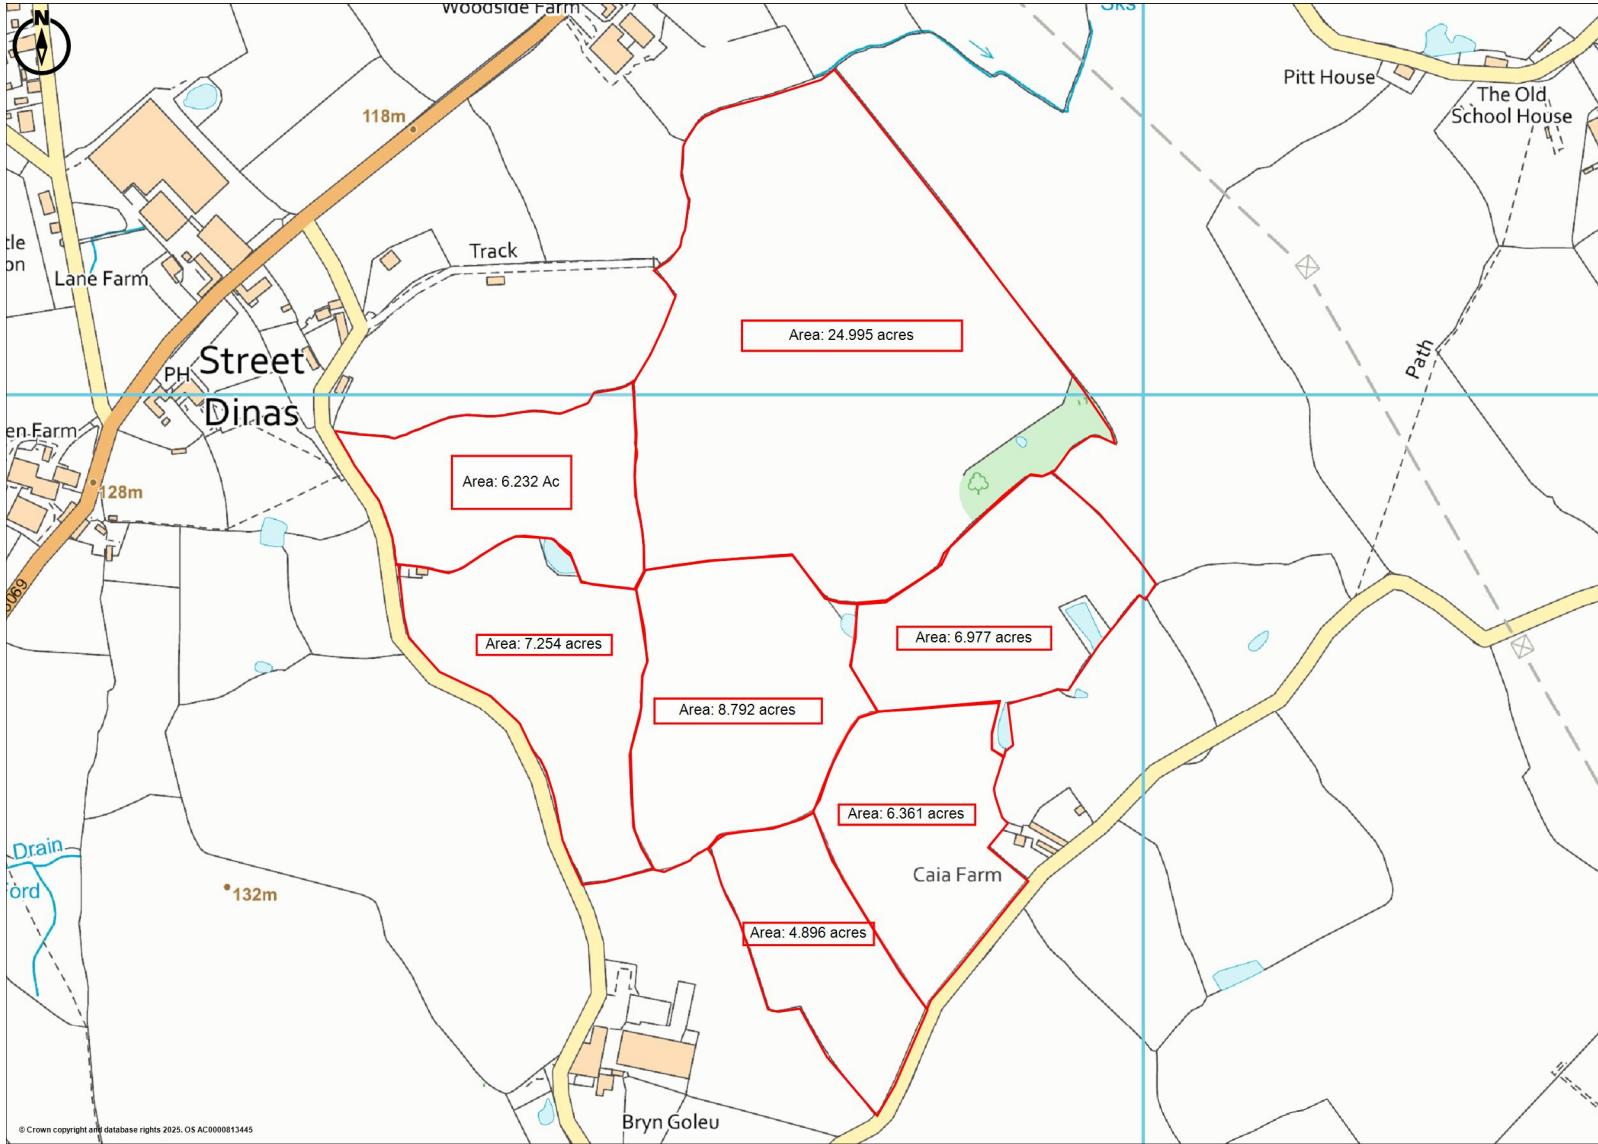 Woodside Farm
Sks
N
Pitt House
The Old
School House
118m
Track
Lane Farm
Area: 24.995 acres
Path
Street
Dinas
PH
en Farm
Area: 6.232 Ac
128m
Area: 6.977 acres
Area: 7.254 acres
Area: 8.792 acres
Area: 6.361 acres
Drain
Caia Farm
132m
Area: 4.896 acres
Bryn Goleu
© Crown copyright and database rights 2025. OS AC0000813445